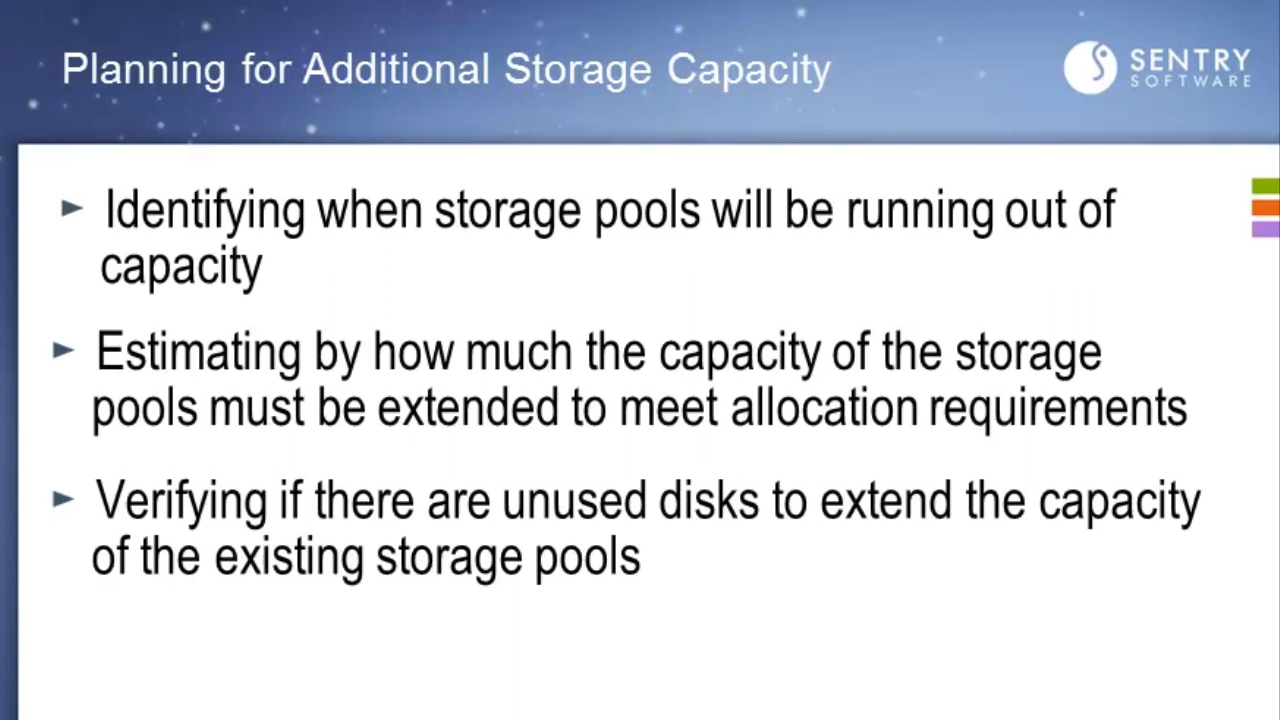 Planning for Additional Storage Capacity
SENTRY
SOFTWARE
► Identifying when storage pools will be running out of
capacity
► Estimating by how much the capacity of the storage
pools must be extended to meet allocation requirements
► Verifying if there are unused disks to extend the capacity
of the existing storage pools